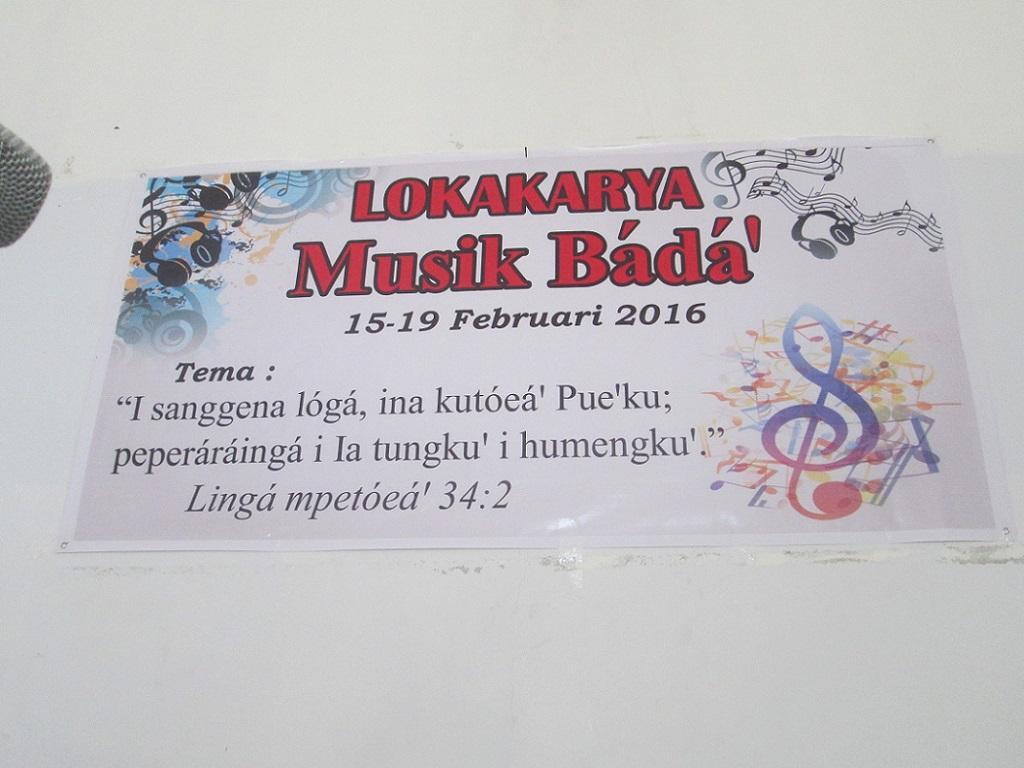 LOKAKARYA
Musik Bádá'
15-19 Februari 2016
Tema :
“I sanggena lógá, ina kutóeá' Pue'ku;
peperáráingá i Ia tungku' i humengku'.”
Lingá mpetóeá' 34:2